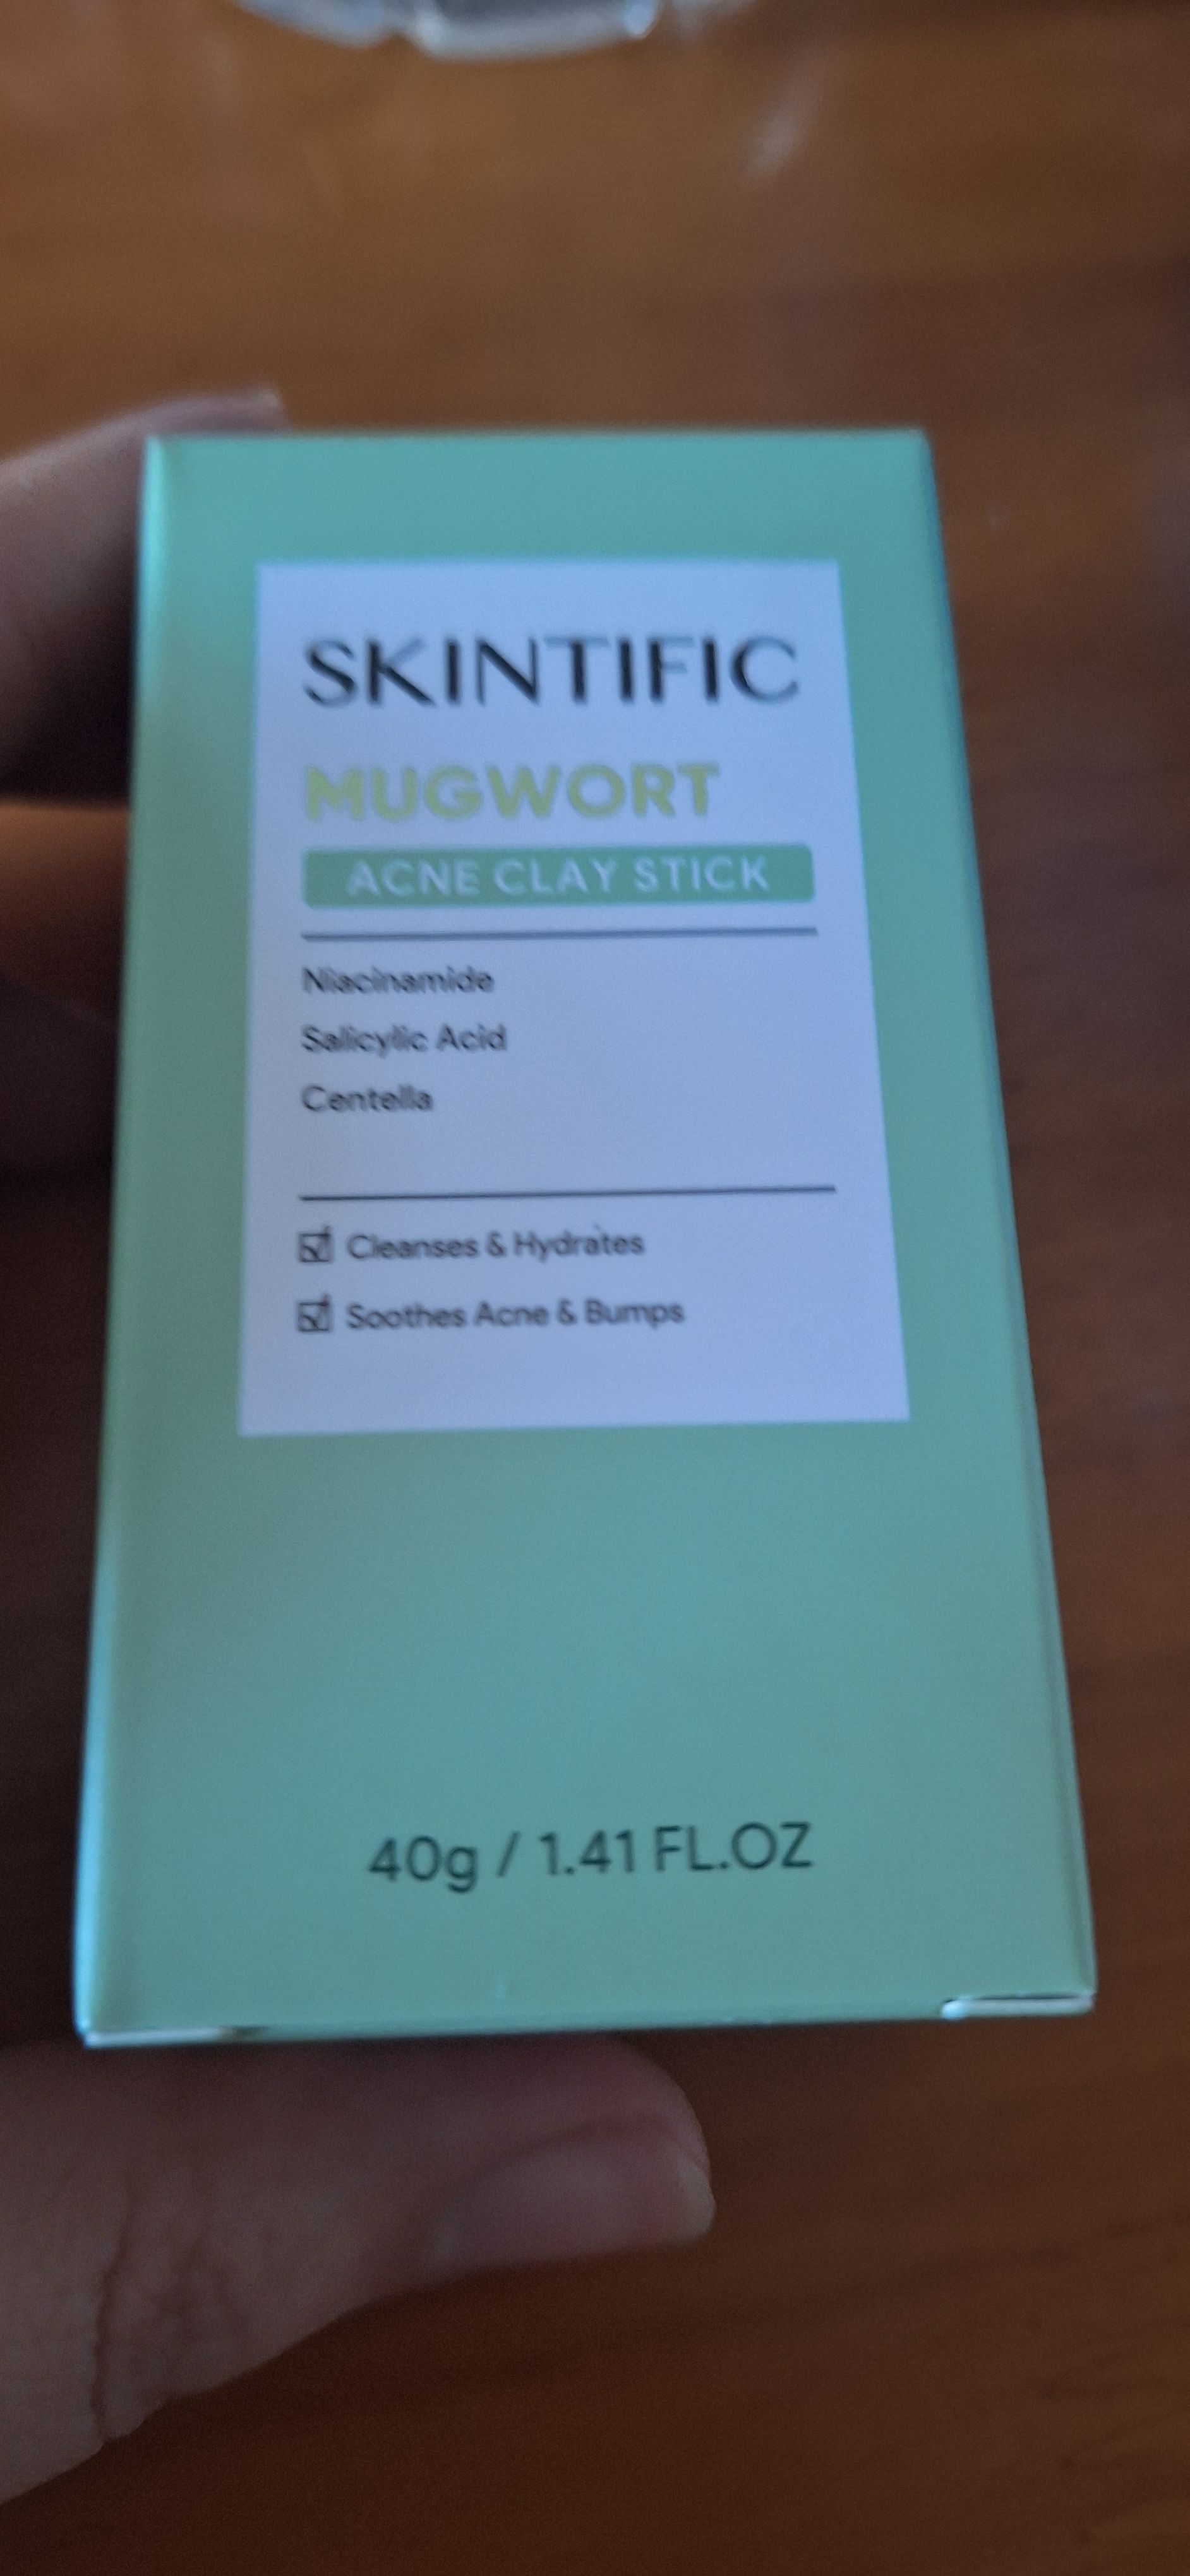 SKINTIFIC
MUGWORT
ACNE CLAY STICK
Niacinamide
Salicylic Acid
Centella
Cleanses & Hydrates
Soothes Acne & Bumps
40g / 1.41 FL.OZ